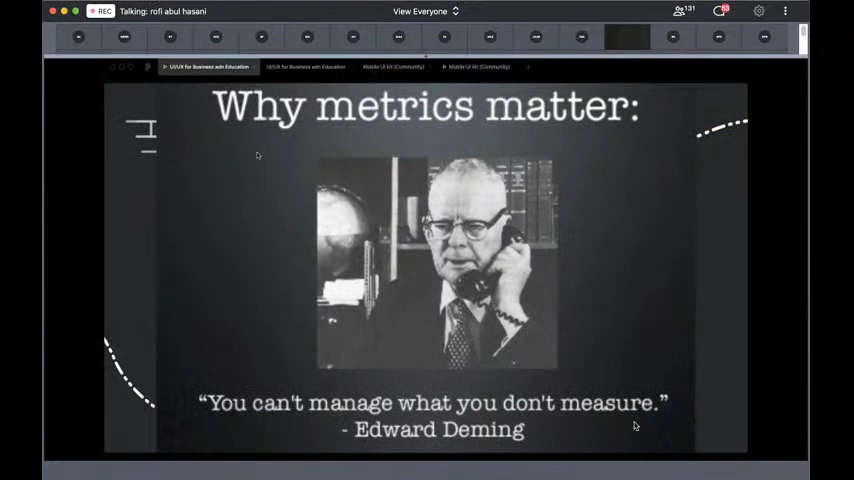 REC
Talking: rofi abul hasani
View Everyone
131
53
UI/UX for Business adn Education
UI/UX for Business adn Education
Mobile UI kit (Community)
Mobile UI kit (Community)
Why metrics matter:
“You can't manage what you don't measure.”
- Edward Deming